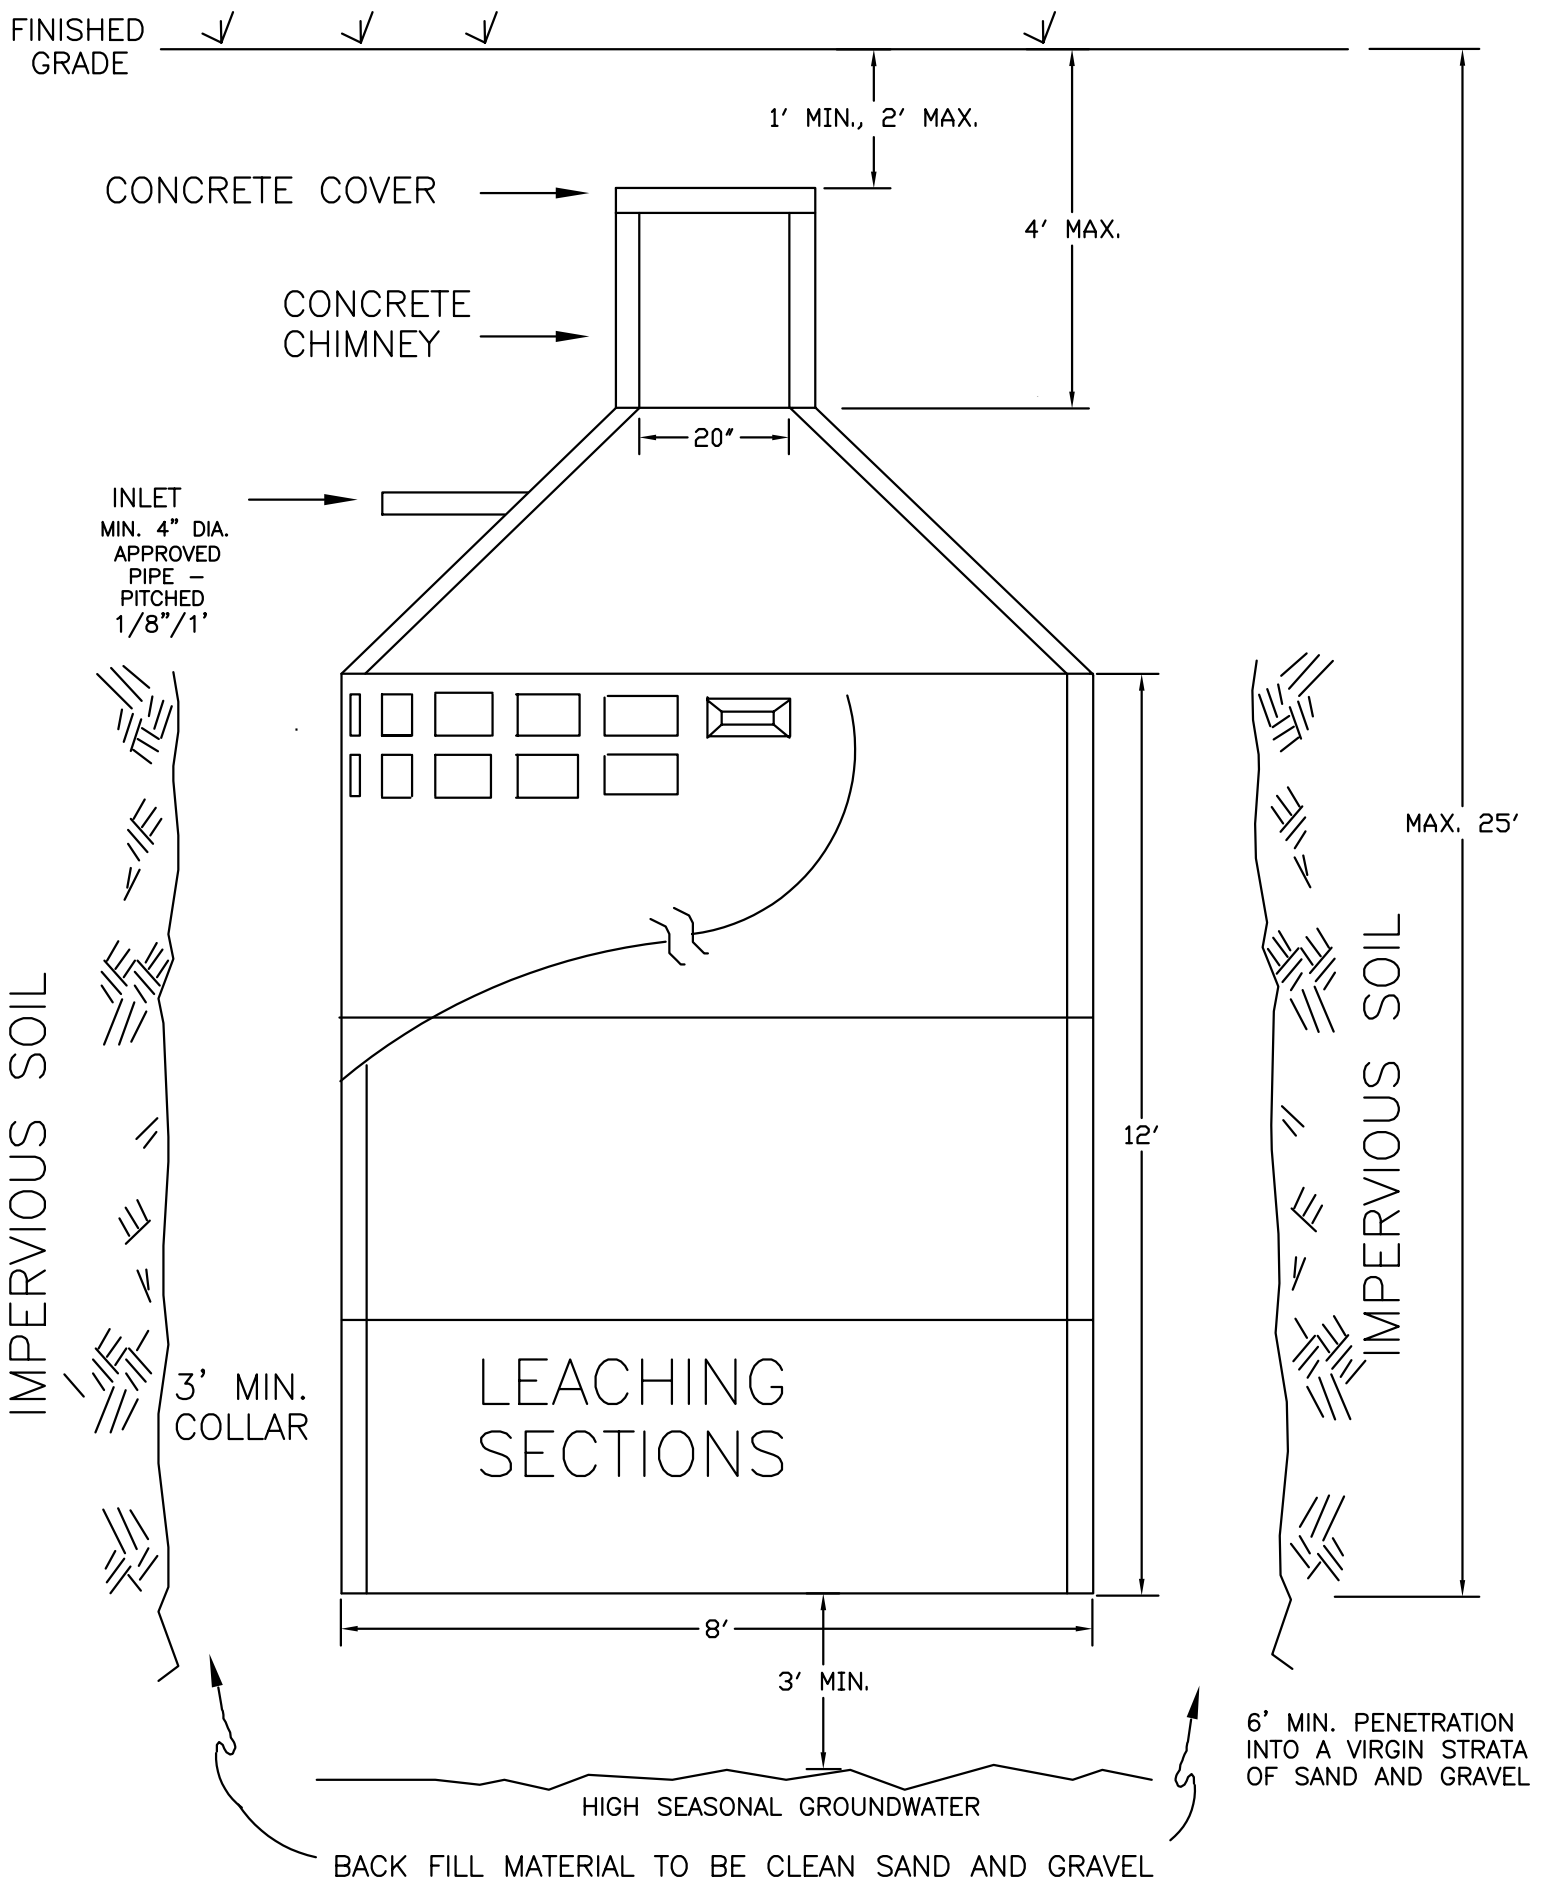 FINISHED
GRADE
1' MIN., 2' MAX.
CONCRETE COVER
4' MAX.
CONCRETE
CHIMNEY
20"
INLET
MIN. 4" DIA.
APPROVED
PIPE –
PITCHED
1/8"/1'
MAX. 25'
IMPERVIOUS SOIL
IMPERVIOUS SOIL
12'
3' MIN.
COLLAR
LEACHING
SECTIONS
8'
3' MIN.
6' MIN. PENETRATION
INTO A VIRGIN STRATA
OF SAND AND GRAVEL
HIGH SEASONAL GROUNDWATER
BACK FILL MATERIAL TO BE CLEAN SAND AND GRAVEL